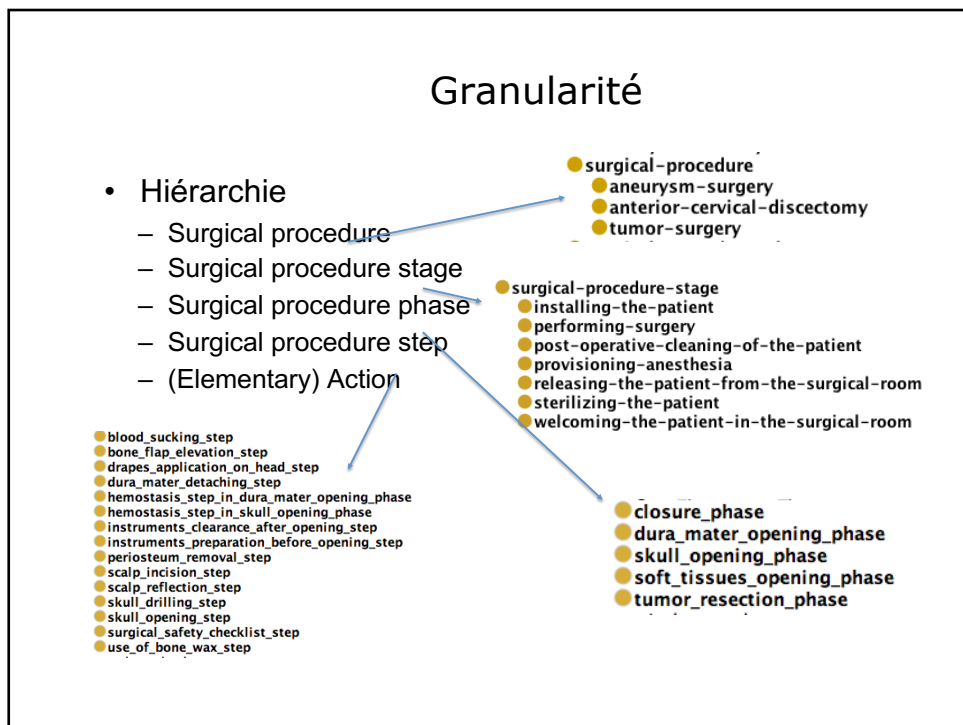 Granularité
• Hiérarchie
– Surgical procedure
– Surgical procedure stage
– Surgical procedure phase
– Surgical procedure step
– (Elementary) Action
surgical-procedure
aneurysm-surgery
anterior-cervical-discectomy
tumor-surgery
surgical-procedure-stage
installing-the-patient
performing-surgery
post-operative-cleaning-of-the-patient
provisioning-anesthesia
releasing-the-patient-from-the-surgical-room
sterilizing-the-patient
welcoming-the-patient-in-the-surgical-room
blood_sucking_step
bone_flap_elevation_step
drapes_application_on_head_step
dura_mater_detaching_step
hemostasis_step_in_dura_mater_opening_phase
hemostasis_step_in_skull_opening_phase
instruments_clearance_after_opening_step
instruments_preparation_before_opening_step
periosteum_removal_step
scalp_incision_step
scalp_reflection_step
skull_drilling_step
skull_opening_step
surgical_safety_checklist_step
use_of_bone_wax_step
closure_phase
dura_mater_opening_phase
skull_opening_phase
soft_tissues_opening_phase
tumor_resection_phase